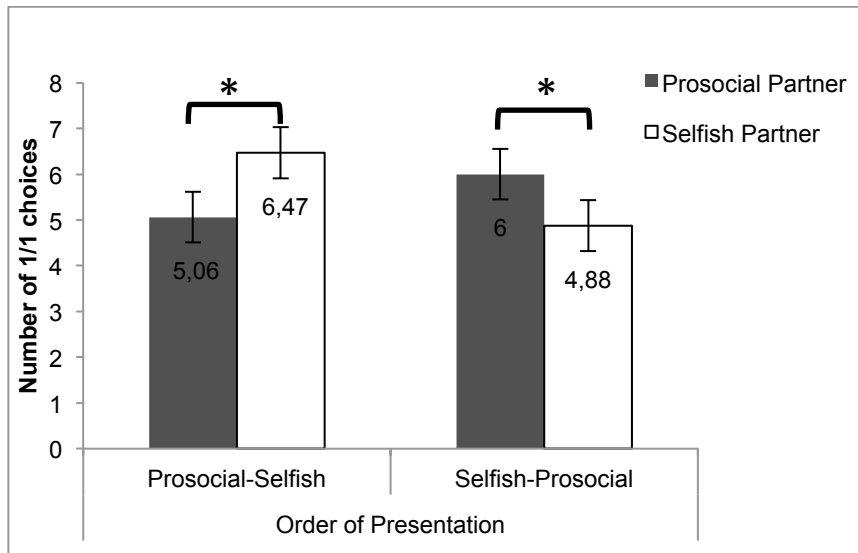 Number of 1/1 choices
8
7
6
5
4
3
2
1
0
*
*
5,06
6,47
6
4,88
Prosocial Partner
Selfish Partner
Prosocial-Selfish
Selfish-Prosocial
Order of Presentation